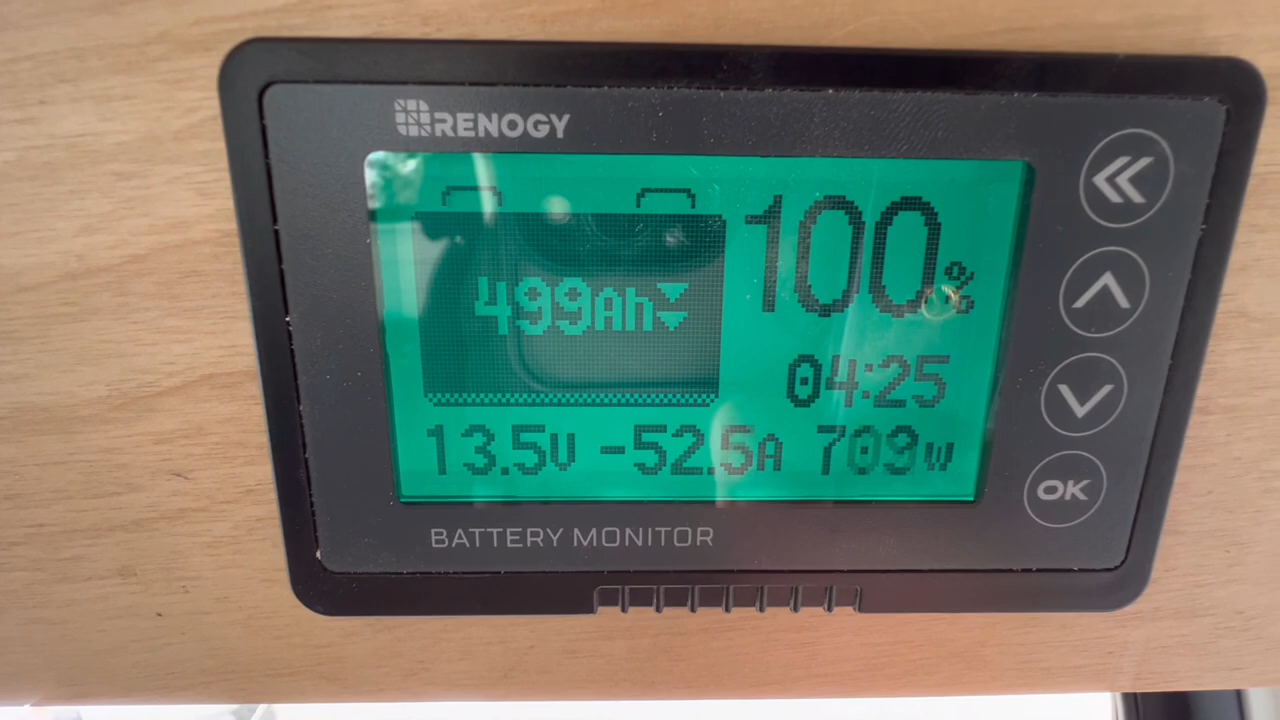 RENOGY
100%
499Ah
04:25
13.5V -52.5A 709W
BATTERY MONITOR
OK